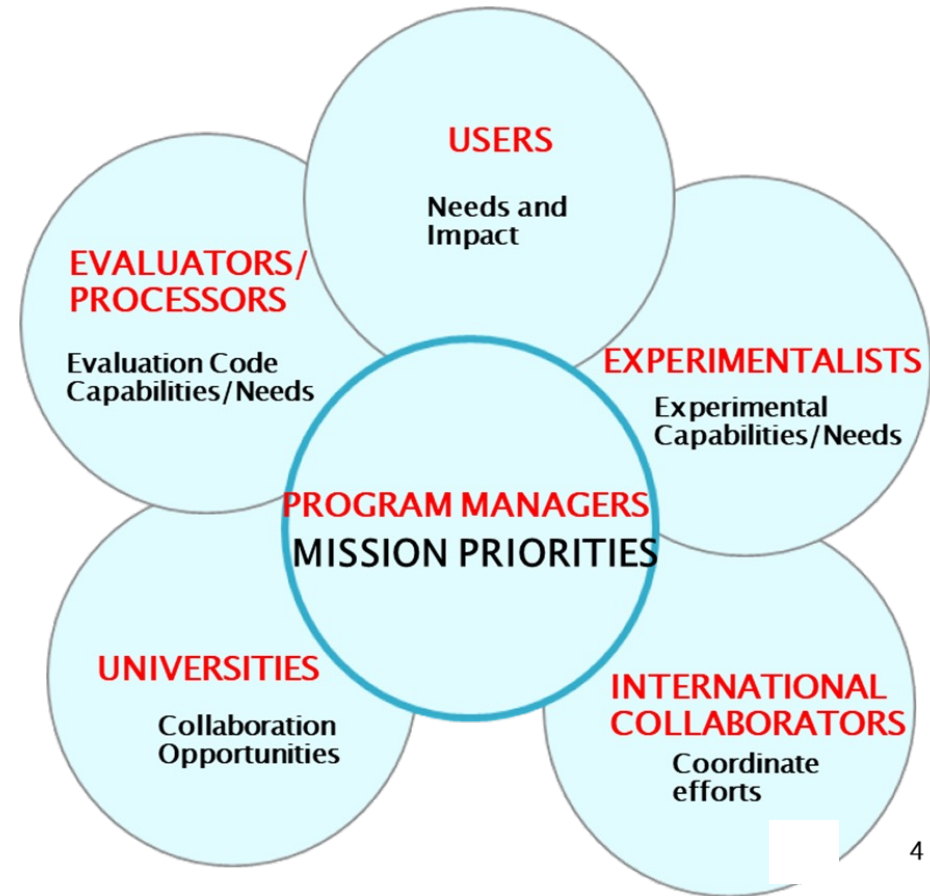 USERS
Needs and
Impact
EVALUATORS/
PROCESSORS
Evaluation Code
Capabilities/Needs
EXPERIMENTALISTS
Experimental
Capabilities/Needs
PROGRAM MANAGERS
MISSION PRIORITIES
UNIVERSITIES
Collaboration
Opportunities
INTERNATIONAL
COLLABORATORS
Coordinate
efforts
4